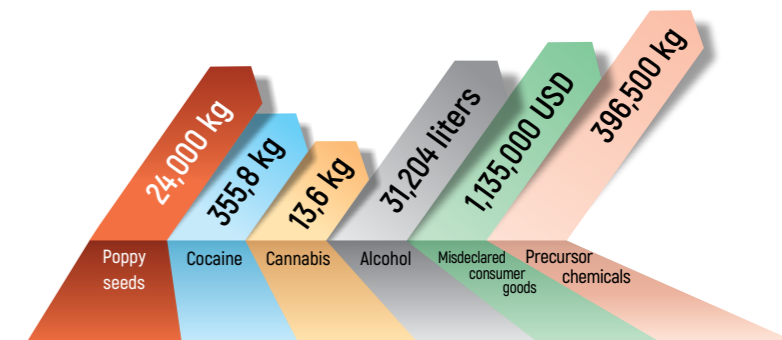 24,000 kg
355,8 kg
13,6 kg
31,204 liters
1,135,000 USD
396,500 kg
Poppy
seeds
Cocaine
Cannabis
Alcohol
Misdeclared
consumer
goods
Precursor
chemicals